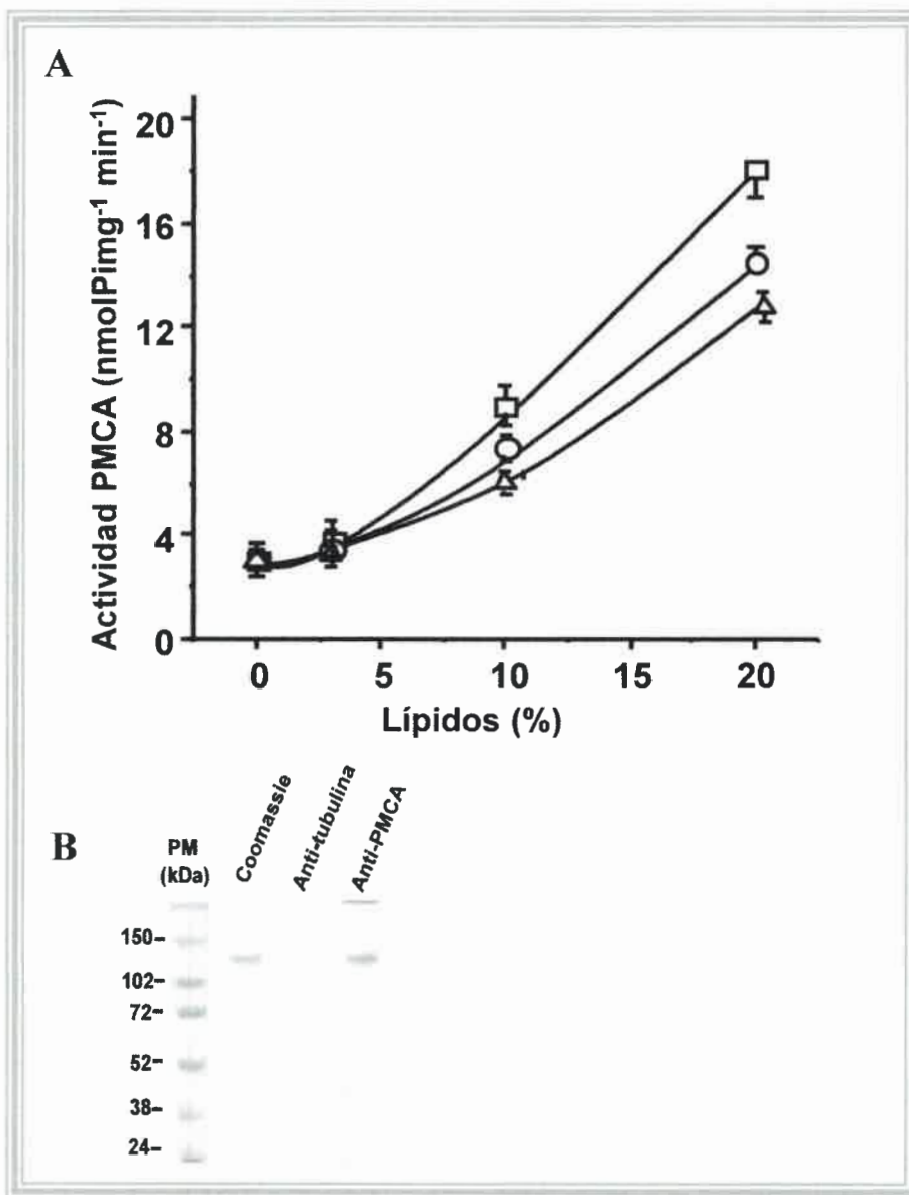 A
Actividad PMCA (nmolPimg⁻¹ min⁻¹)
20
16
12
8
4
0
0 5 10 15 20
Lípidos (%)
B
PM
(kDa)
Coomassie
Anti-tubulina
Anti-PMCA
150-
102-
72-
52-
38-
24-